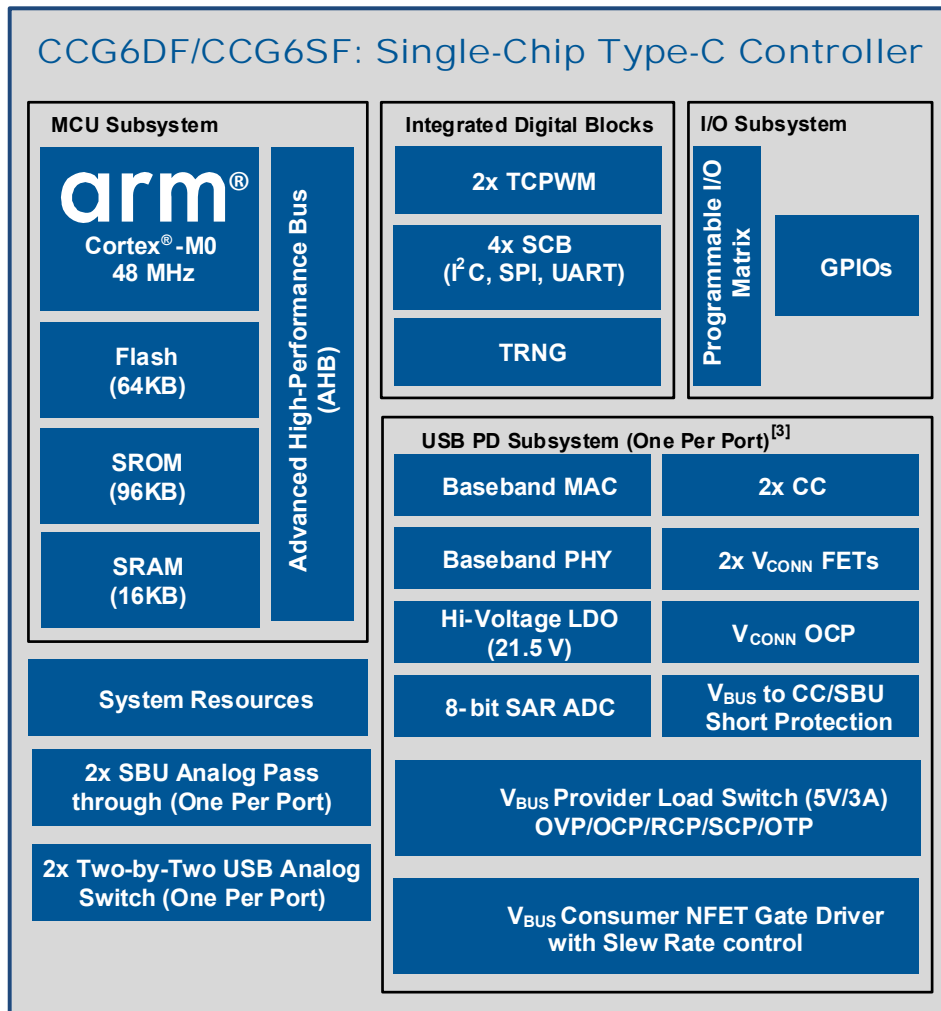 CCG6DF/CCG6SF: Single-Chip Type-C Controller
MCU Subsystem
arm®
Cortex®-M0
48 MHz
Flash
(64KB)
SROM
(96KB)
SRAM
(16KB)
Advanced High-Performance Bus
(AHB)
Integrated Digital Blocks
2x TCPWM
4x SCB
(I²C, SPI, UART)
TRNG
I/O Subsystem
Programmable I/O
Matrix
GPIOs
System Resources
2x SBU Analog Pass
through (One Per Port)
2x Two-by-Two USB Analog
Switch (One Per Port)
USB PD Subsystem (One Per Port)[3]
Baseband MAC
2x CC
Baseband PHY
2x VCONN FETs
Hi-Voltage LDO
(21.5 V)
VCONN OCP
8-bit SAR ADC
VBUS to CC/SBU
Short Protection
VBUS Provider Load Switch (5V/3A)
OVP/OCP/RCP/SCP/OTP
VBUS Consumer NFET Gate Driver
with Slew Rate control